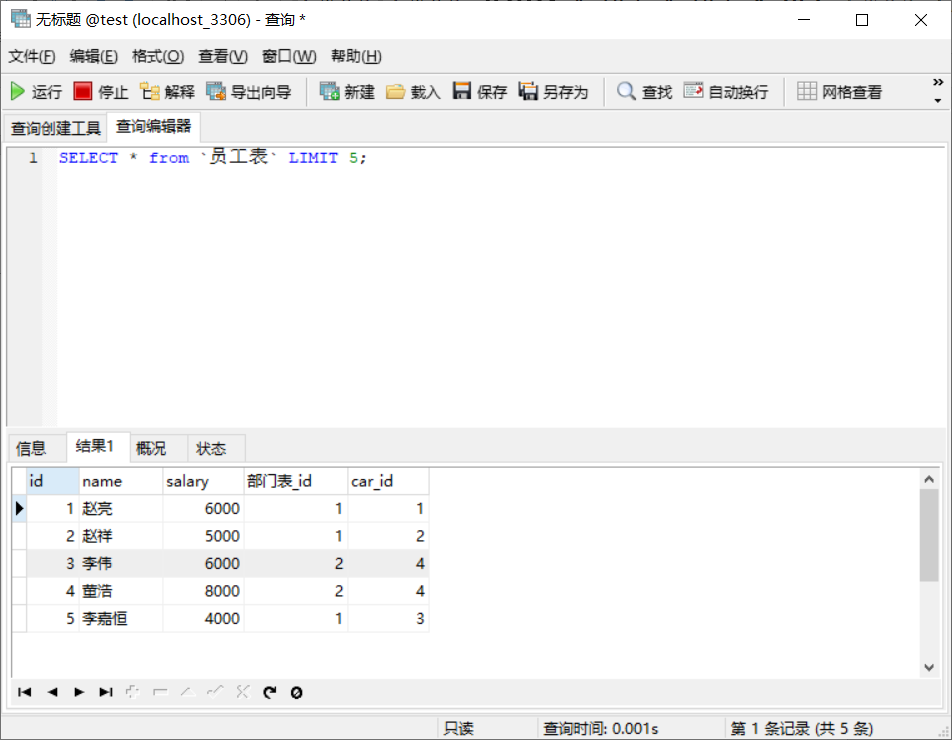 无标题 @test (localhost_3306) - 查询 *
文件(F) 编辑(E) 格式(O) 查看(V) 窗口(W) 帮助(H)
运行 停止 解释 导出向导 新建 载入 保存 另存为 查找 自动换行 网格查看 »
查询创建工具 查询编辑器
1 SELECT * from `员工表` LIMIT 5;
信息 结果1 概况 状态
id name salary 部门表_id car_id
1 赵亮 6000 1 1
2 赵祥 5000 1 2
3 李伟 6000 2 4
4 董浩 8000 2 4
5 李嘉恒 4000 1 3
只读 查询时间: 0.001s 第 1 条记录 (共 5 条)